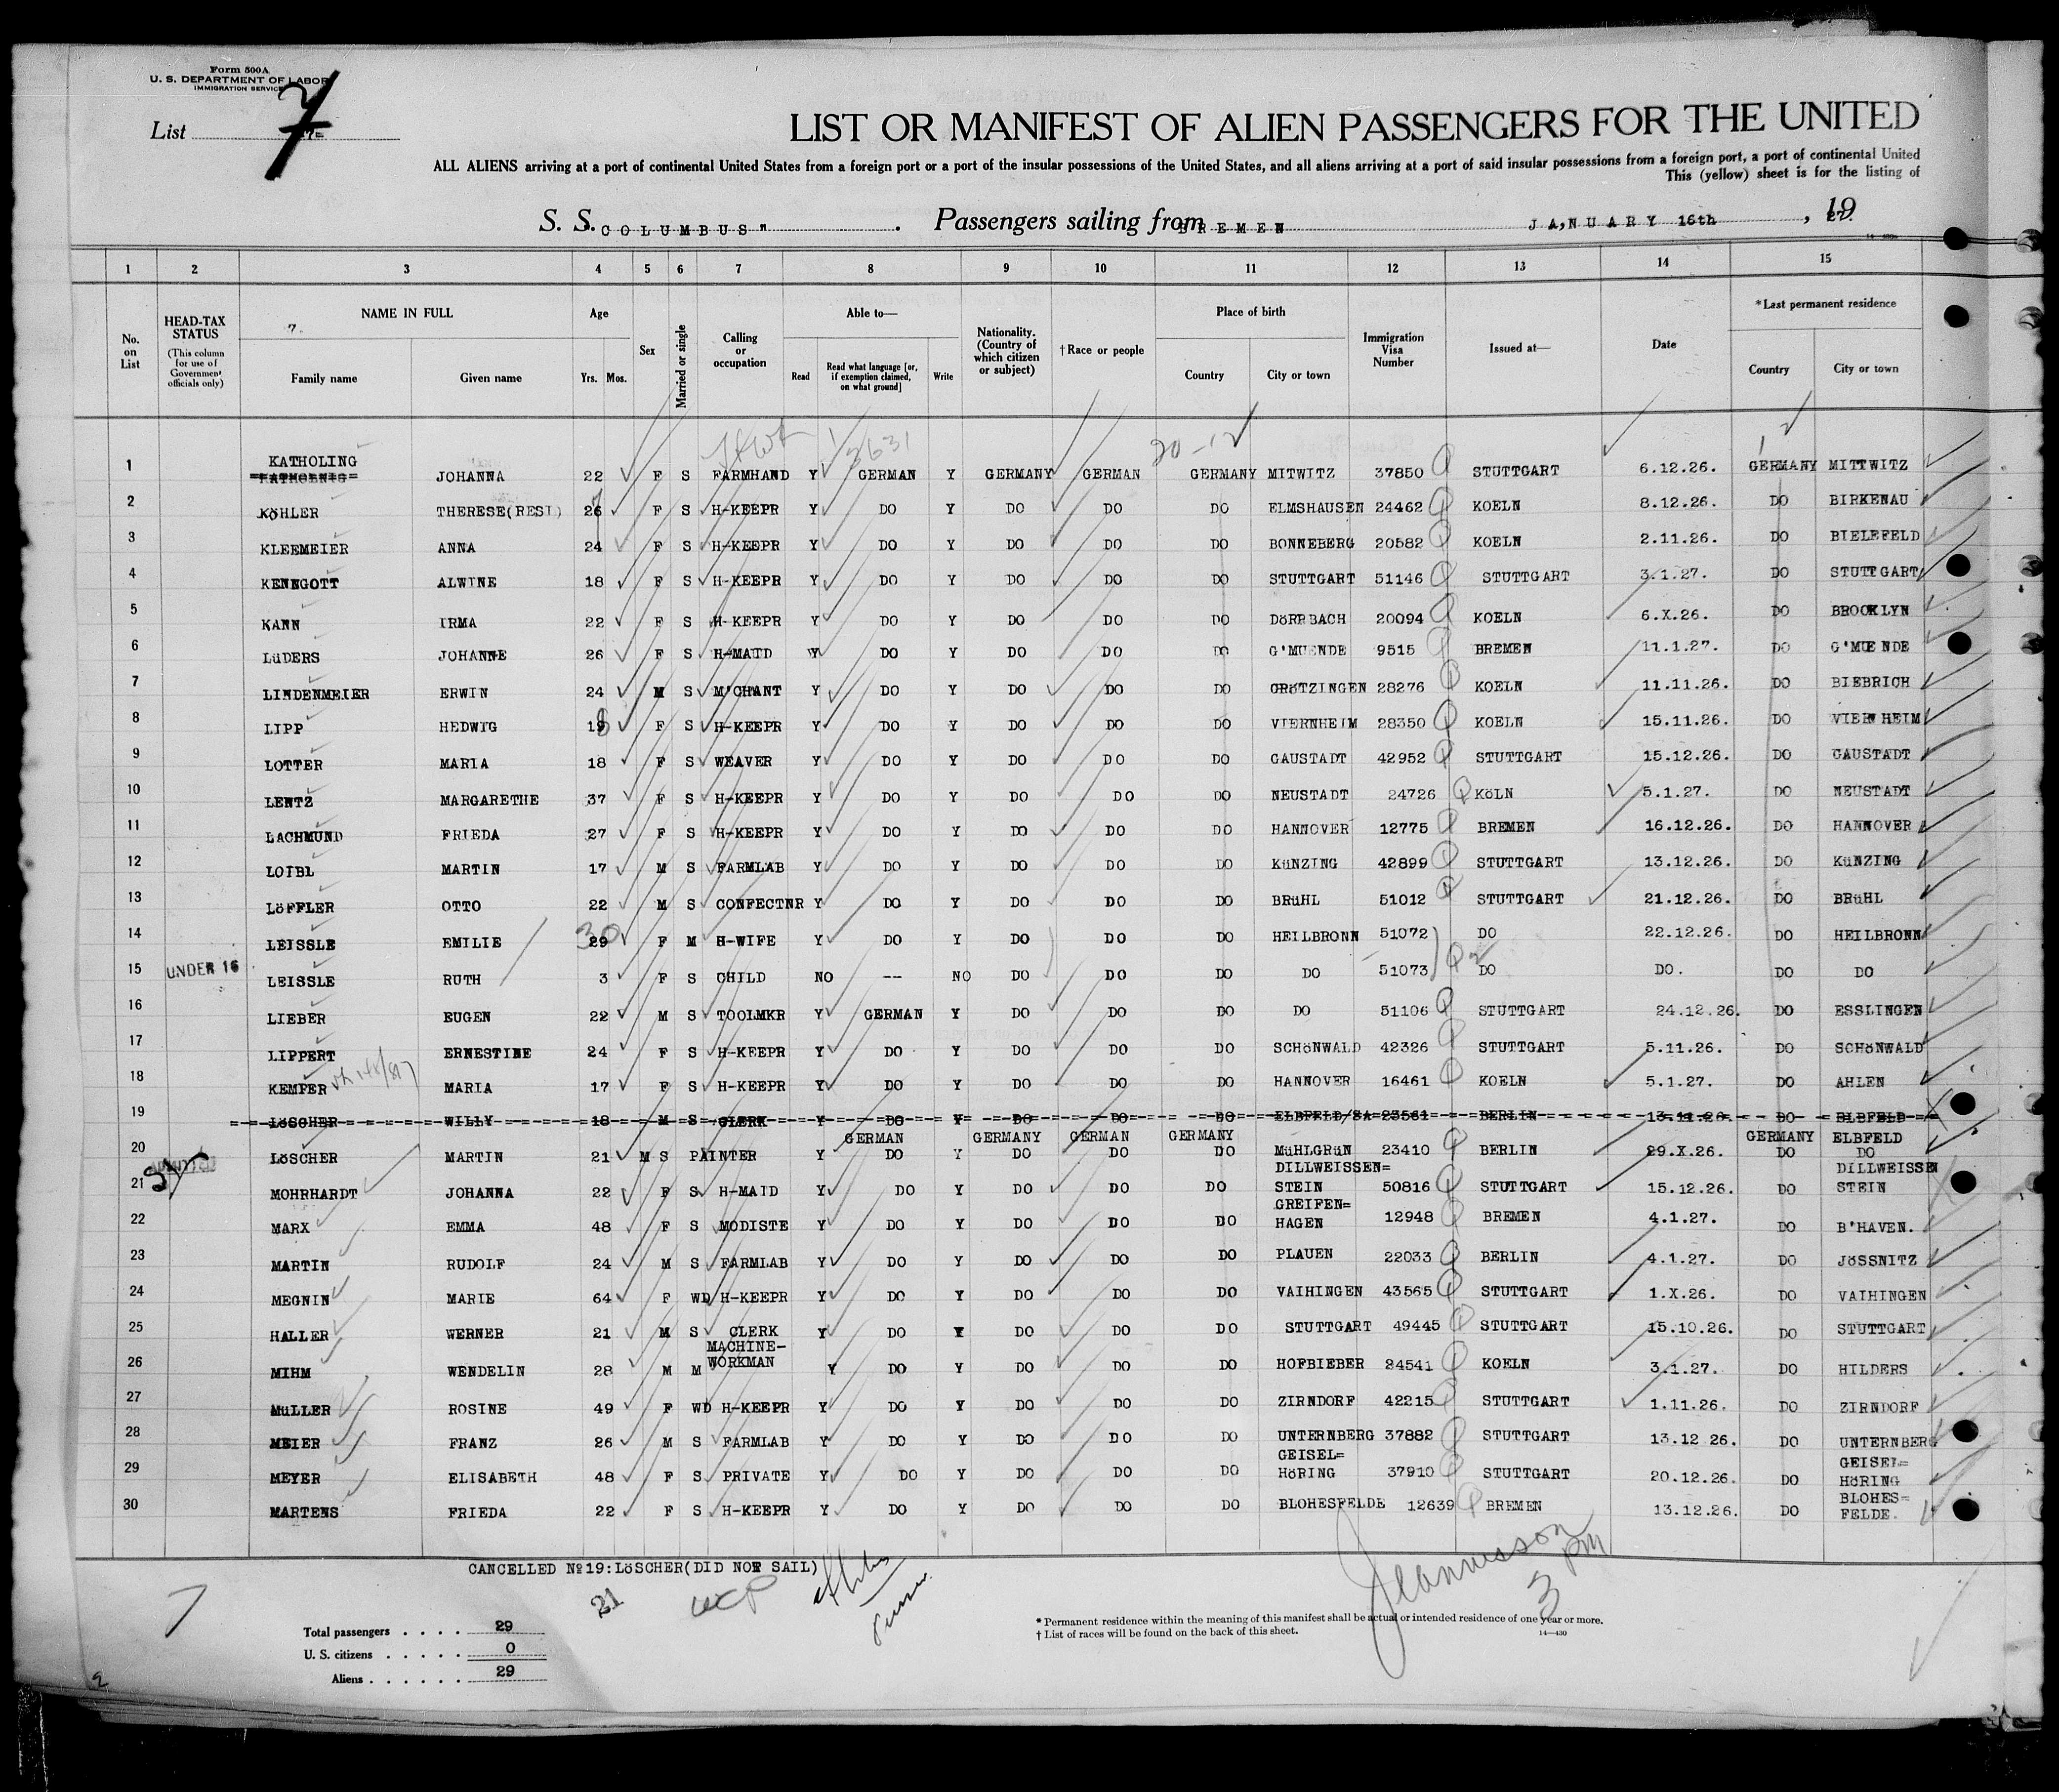 Form 500A
U. S. DEPARTMENT OF LABOR
IMMIGRATION SERVICE
List 7
LIST OR MANIFEST OF ALIEN PASSENGERS FOR THE UNITED
ALL ALIENS arriving at a port of continental United States from a foreign port or a port of the insular possessions of the United States, and all aliens arriving at a port of said insular possessions from a foreign port, a port of continental United
This (yellow) sheet is for the listing of
S. S. "COLUMBUS". Passengers sailing from BREMEN JANUARY 16th, 1927.
1 2 3 4 5 6 7 8 9 10 11 12 13 14 15
No. on List
HEAD-TAX STATUS (This column for use of Government officials only)
NAME IN FULL Family name Given name
Age Yrs. Mos.
Sex
Married or single
Calling or occupation
Able to— Read Read what language [or, if exemption claimed, on what ground] Write
Nationality. (Country of which citizen or subject)
†Race or people
Place of birth Country City or town
Immigration Visa Number
Issued at—
Date
*Last permanent residence Country City or town
20-12
1 KATHOLING JOHANNA 22 F S FARMHAND Y GERMAN Y GERMANY GERMAN GERMANY MITWITZ 37850 STUTTGART 6.12.26. GERMANY MITTWITZ
2 KöHLER THERESE(RESI) 26 F S H-KEEPR Y DO Y DO DO DO ELMSHAUSEN 24462 KOELN 8.12.26. DO BIRKENAU
3 KLEEMEIER ANNA 24 F S H-KEEPR Y DO Y DO DO DO BONNEBERG 20582 KOELN 2.11.26. DO BIELEFELD
4 KENNGOTT ALWINE 18 F S H-KEEPR Y DO Y DO DO DO STUTTGART 51146 STUTTGART 3.1.27. DO STUTTGART
5 KANN IRMA 22 F S H-KEEPR Y DO Y DO DO DO DöRRBACH 20094 KOELN 6.X.26. DO BROOKLYN
6 LüDERS JOHANNE 26 F S H-MAID Y DO Y DO DO DO G'MUENDE 9515 BREMEN 11.1.27. DO G'MUENDE
7 LINDENMEIER ERWIN 24 M S M'CHANT Y DO Y DO DO DO GRöTZINGEN 28276 KOELN 11.11.26. DO BIEBRICH
8 LIPP HEDWIG 18 F S H-KEEPR Y DO Y DO DO DO VIERNHEIM 28350 KOELN 15.11.26. DO VIERNHEIM
9 LOTTER MARIA 18 F S WEAVER Y DO Y DO DO DO GAUSTADT 42952 STUTTGART 15.12.26. DO GAUSTADT
10 LENTZ MARGARETHE 37 F S H-KEEPR Y DO Y DO DO DO NEUSTADT 24726 KöLN 5.1.27. DO NEUSTADT
11 LACHMUND FRIEDA 27 F S H-KEEPR Y DO Y DO DO DO HANNOVER 12775 BREMEN 16.12.26. DO HANNOVER
12 LOIBL MARTIN 17 M S FARMLAB Y DO Y DO DO DO KüNZING 42899 STUTTGART 13.12.26. DO KüNZING
13 LöFFLER OTTO 22 M S CONFECTNR Y DO Y DO DO DO BRüHL 51012 STUTTGART 21.12.26. DO BRüHL
14 LEISSLE EMILIE 29 30 F M H-WIFE Y DO Y DO DO DO HEILBRONN 51072 DO 22.12.26. DO HEILBRONN
15 UNDER 16 LEISSLE RUTH 3 F S CHILD NO -- NO DO DO DO DO 51073 DO DO. DO DO
16 LIEBER EUGEN 22 M S TOOLMKR Y GERMAN Y DO DO DO DO 51106 STUTTGART 24.12.26. DO ESSLINGEN
17 LIPPERT ERNESTINE 24 F S H-KEEPR Y DO Y DO DO DO SCHöNWALD 42326 STUTTGART 5.11.26. DO SCHöNWALD
18 KEMPER MARIA 17 F S H-KEEPR Y DO Y DO DO DO HANNOVER 16461 KOELN 5.1.27. DO AHLEN
19 LöSCHER WILLY 18 M S CLERK Y DO Y DO DO DO ELBFELD/SA 23561 BERLIN 13.11.26. DO ELBFELD
GERMAN GERMANY GERMAN GERMANY GERMANY ELBFELD
20 LöSCHER MARTIN 21 M S PAINTER Y DO Y DO DO DO MüHLGRüN 23410 BERLIN 29.X.26. DO DO
ADMITTED
21 MOHRHARDT JOHANNA 22 F S H-MAID Y DO Y DO DO DO DILLWEISSEN=STEIN 50816 STUTTGART 15.12.26. DO DILLWEISSEN STEIN
22 MARX EMMA 48 F S MODISTE Y DO Y DO DO DO GREIFEN=HAGEN 12948 BREMEN 4.1.27. DO B'HAVEN.
23 MARTIN RUDOLF 24 M S FARMLAB Y DO Y DO DO DO PLAUEN 22033 BERLIN 4.1.27. DO JöSSNITZ
24 MEGNIN MARIE 64 F WD H-KEEPR Y DO Y DO DO DO VAIHINGEN 43565 STUTTGART 1.X.26. DO VAIHINGEN
25 HALLER WERNER 21 M S CLERK Y DO Y DO DO DO STUTTGART 49445 STUTTGART 15.10.26. DO STUTTGART
26 MIHM WENDELIN 28 M M MACHINE-WORKMAN Y DO Y DO DO DO HOFBIEBER 24541 KOELN 3.1.27. DO HILDERS
27 MüLLER ROSINE 49 F WD H-KEEPR Y DO Y DO DO DO ZIRNDORF 42215 STUTTGART 1.11.26. DO ZIRNDORF
28 MEIER FRANZ 26 M S FARMLAB Y DO Y DO DO DO UNTERNBERG 37882 STUTTGART 13.12 26. DO UNTERNBERG
29 MEYER ELISABETH 48 F S PRIVATE Y DO Y DO DO DO GEISEL=HöRING 37910 STUTTGART 20.12.26. DO GEISEL=HöRING
30 MARTENS FRIEDA 22 F S H-KEEPR Y DO Y DO DO DO BLOHESFELDE 12639 BREMEN 13.12.26. DO BLOHES=FELDE.
CANCELLED №19:LöSCHER(DID NOT SAIL)
21
Total passengers . . . . 29
U. S. citizens . . . . . 0
Aliens . . . . . . 29
3 PM
* Permanent residence within the meaning of this manifest shall be actual or intended residence of one year or more.
† List of races will be found on the back of this sheet.
14—430